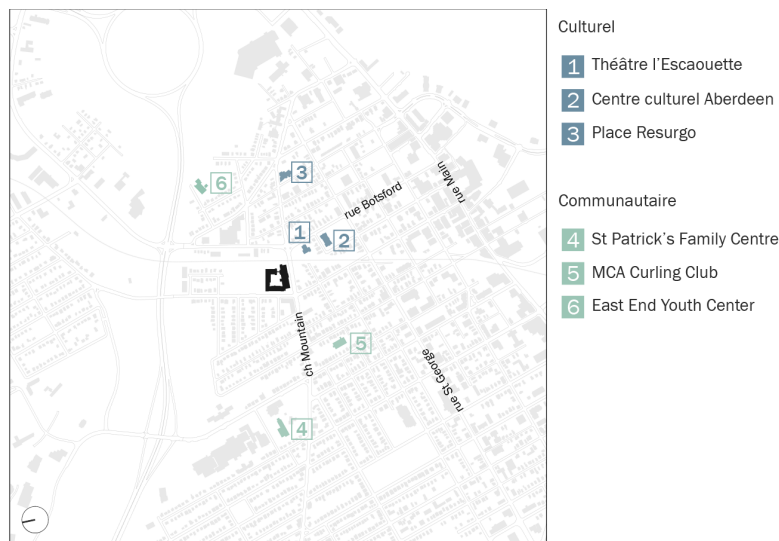 Culturel
1 Théâtre l'Escaouette
2 Centre culturel Aberdeen
3 Place Resurgo
Communautaire
4 St Patrick's Family Centre
5 MCA Curling Club
6 East End Youth Center
rue Main
3
6
rue Botsford
1
2
ch Mountain
5
rue St George
4